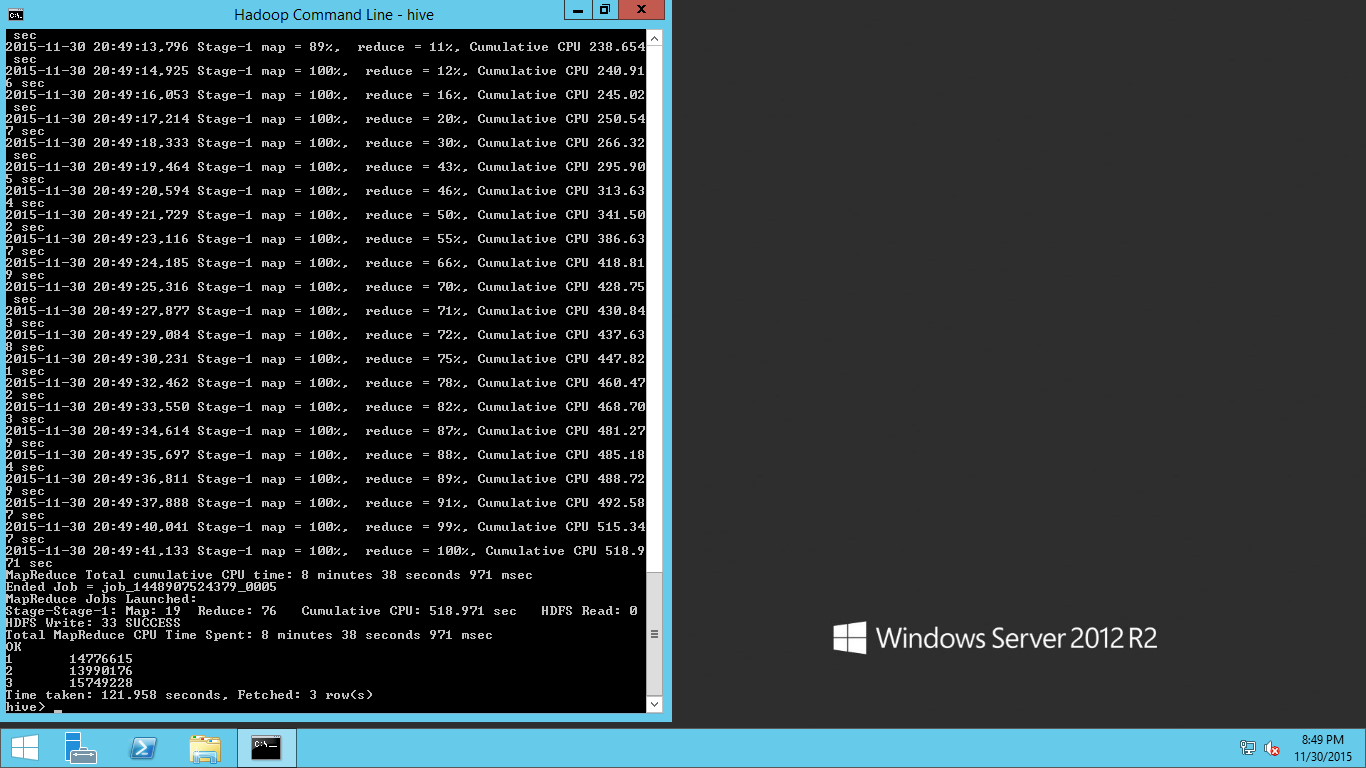 Hadoop Command Line - hive
sec
2015-11-30 20:49:13,796 Stage-1 map = 89%,  reduce = 11%, Cumulative CPU 238.654
 sec
2015-11-30 20:49:14,925 Stage-1 map = 100%,  reduce = 12%, Cumulative CPU 240.91
6 sec
2015-11-30 20:49:16,053 Stage-1 map = 100%,  reduce = 16%, Cumulative CPU 245.02
 sec
2015-11-30 20:49:17,214 Stage-1 map = 100%,  reduce = 20%, Cumulative CPU 250.54
7 sec
2015-11-30 20:49:18,333 Stage-1 map = 100%,  reduce = 30%, Cumulative CPU 266.32
 sec
2015-11-30 20:49:19,464 Stage-1 map = 100%,  reduce = 43%, Cumulative CPU 295.90
5 sec
2015-11-30 20:49:20,594 Stage-1 map = 100%,  reduce = 46%, Cumulative CPU 313.63
4 sec
2015-11-30 20:49:21,729 Stage-1 map = 100%,  reduce = 50%, Cumulative CPU 341.50
2 sec
2015-11-30 20:49:23,116 Stage-1 map = 100%,  reduce = 55%, Cumulative CPU 386.63
7 sec
2015-11-30 20:49:24,185 Stage-1 map = 100%,  reduce = 66%, Cumulative CPU 418.81
9 sec
2015-11-30 20:49:25,316 Stage-1 map = 100%,  reduce = 70%, Cumulative CPU 428.75
 sec
2015-11-30 20:49:27,877 Stage-1 map = 100%,  reduce = 71%, Cumulative CPU 430.84
3 sec
2015-11-30 20:49:29,084 Stage-1 map = 100%,  reduce = 72%, Cumulative CPU 437.63
8 sec
2015-11-30 20:49:30,231 Stage-1 map = 100%,  reduce = 75%, Cumulative CPU 447.82
1 sec
2015-11-30 20:49:32,462 Stage-1 map = 100%,  reduce = 78%, Cumulative CPU 460.47
2 sec
2015-11-30 20:49:33,550 Stage-1 map = 100%,  reduce = 82%, Cumulative CPU 468.70
3 sec
2015-11-30 20:49:34,614 Stage-1 map = 100%,  reduce = 87%, Cumulative CPU 481.27
9 sec
2015-11-30 20:49:35,697 Stage-1 map = 100%,  reduce = 88%, Cumulative CPU 485.18
4 sec
2015-11-30 20:49:36,811 Stage-1 map = 100%,  reduce = 89%, Cumulative CPU 488.72
9 sec
2015-11-30 20:49:37,888 Stage-1 map = 100%,  reduce = 91%, Cumulative CPU 492.58
7 sec
2015-11-30 20:49:40,041 Stage-1 map = 100%,  reduce = 99%, Cumulative CPU 515.34
7 sec
2015-11-30 20:49:41,133 Stage-1 map = 100%,  reduce = 100%, Cumulative CPU 518.9
71 sec
MapReduce Total cumulative CPU time: 8 minutes 38 seconds 971 msec
Ended Job = job_1448907524379_0005
MapReduce Jobs Launched:
Stage-Stage-1: Map: 19  Reduce: 76   Cumulative CPU: 518.971 sec   HDFS Read: 0
HDFS Write: 33 SUCCESS
Total MapReduce CPU Time Spent: 8 minutes 38 seconds 971 msec
OK
1       14776615
2       13990176
3       15749228
Time taken: 121.958 seconds, Fetched: 3 row(s)
hive> _
Windows Server 2012 R2
8:49 PM
11/30/2015